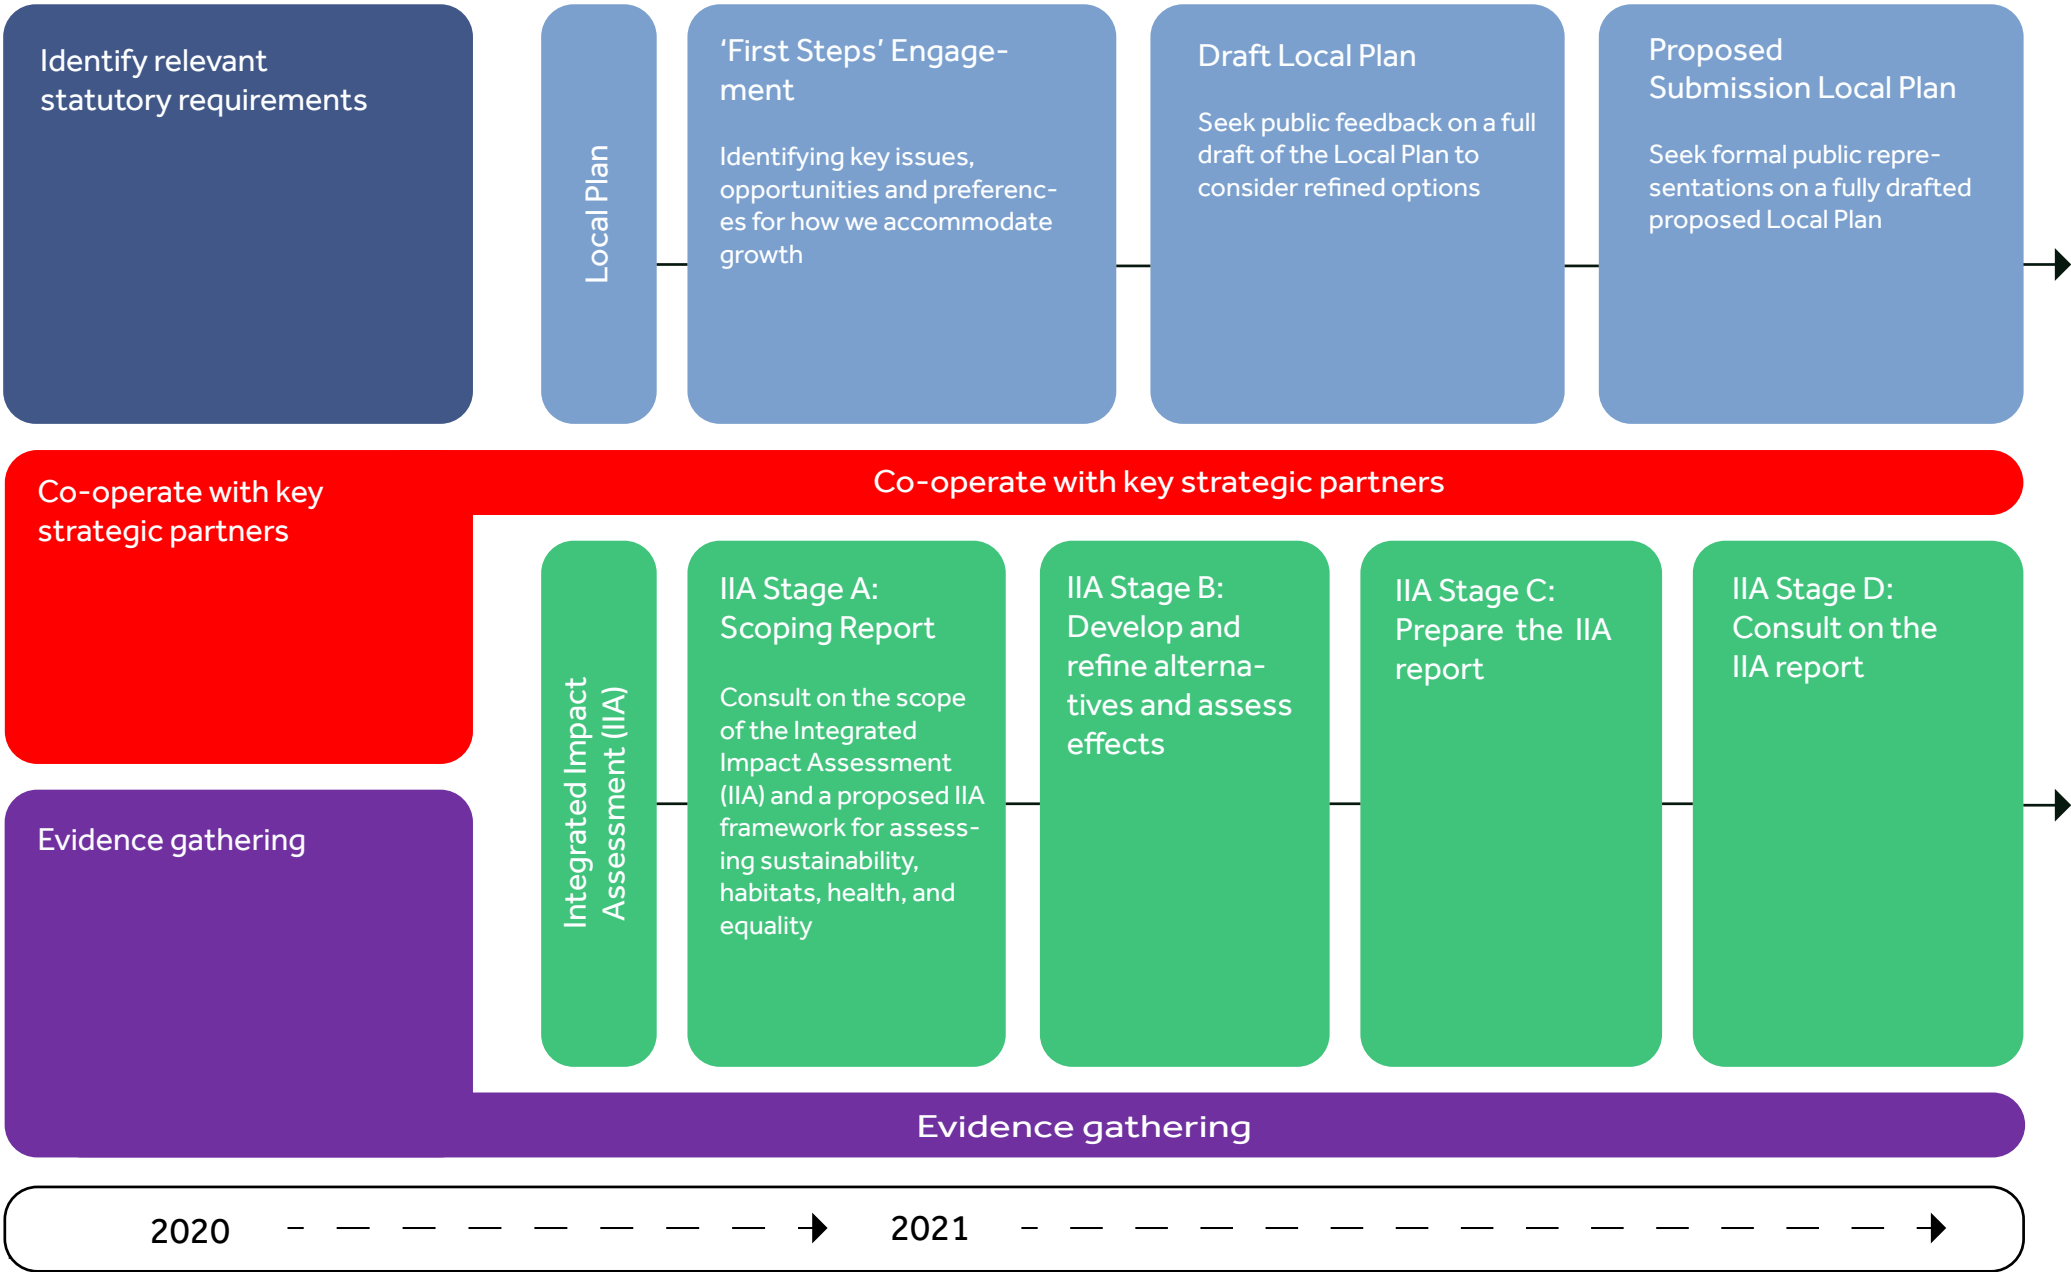 Identify relevant
statutory requirements
Local Plan
‘First Steps’ Engage-
ment
Identifying key issues,
opportunities and preferenc-
es for how we accommodate
growth
Draft Local Plan
Seek public feedback on a full
draft of the Local Plan to
consider refined options
Proposed
Submission Local Plan
Seek formal public repre-
sentations on a fully drafted
proposed Local Plan
Co-operate with key
strategic partners
Co-operate with key strategic partners
Integrated Impact
Assessment (IIA)
IIA Stage A:
Scoping Report
Consult on the scope
of the Integrated
Impact Assessment
(IIA) and a proposed IIA
framework for assess-
ing sustainability,
habitats, health, and
equality
IIA Stage B:
Develop and
refine alterna-
tives and assess
effects
IIA Stage C:
Prepare the IIA
report
IIA Stage D:
Consult on the
IIA report
Evidence gathering
Evidence gathering
2020
2021